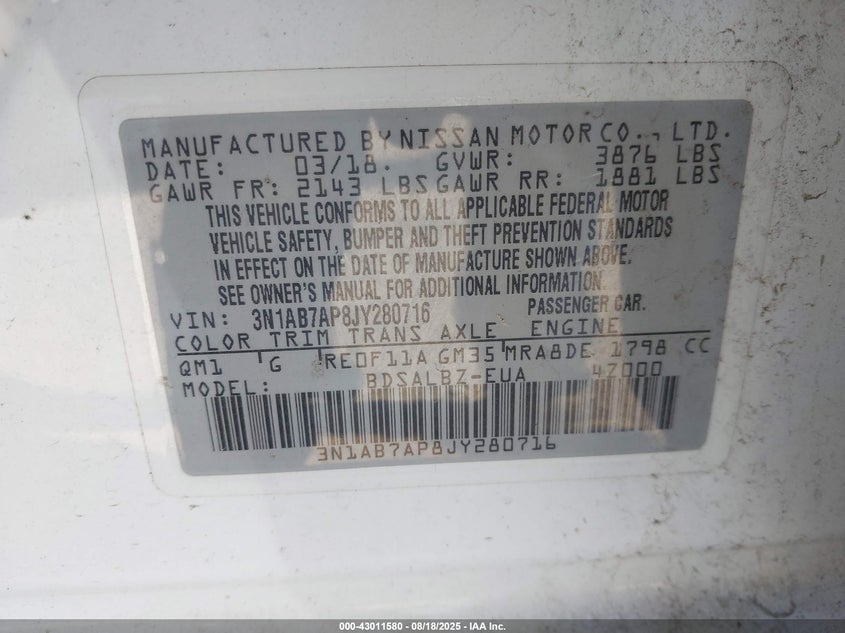 MANUFACTURED BY NISSAN MOTOR CO., LTD.
DATE: 03/18. GVWR: 3876 LBS
GAWR FR: 2143 LBS GAWR RR: 1881 LBS
THIS VEHICLE CONFORMS TO ALL APPLICABLE FEDERAL MOTOR
VEHICLE SAFETY, BUMPER AND THEFT PREVENTION STANDARDS
IN EFFECT ON THE DATE OF MANUFACTURE SHOWN ABOVE.
SEE OWNER'S MANUAL FOR ADDITIONAL INFORMATION.
VIN: 3N1AB7AP8JY280716 PASSENGER CAR.
COLOR TRIM TRANS AXLE ENGINE
QM1 G RE0F11A GM35 MRA8DE 1798 CC
MODEL: BDSALBZ-EUA 47000
3N1AB7AP8JY280716
000-43011580 - 08/18/2025 - IAA Inc.